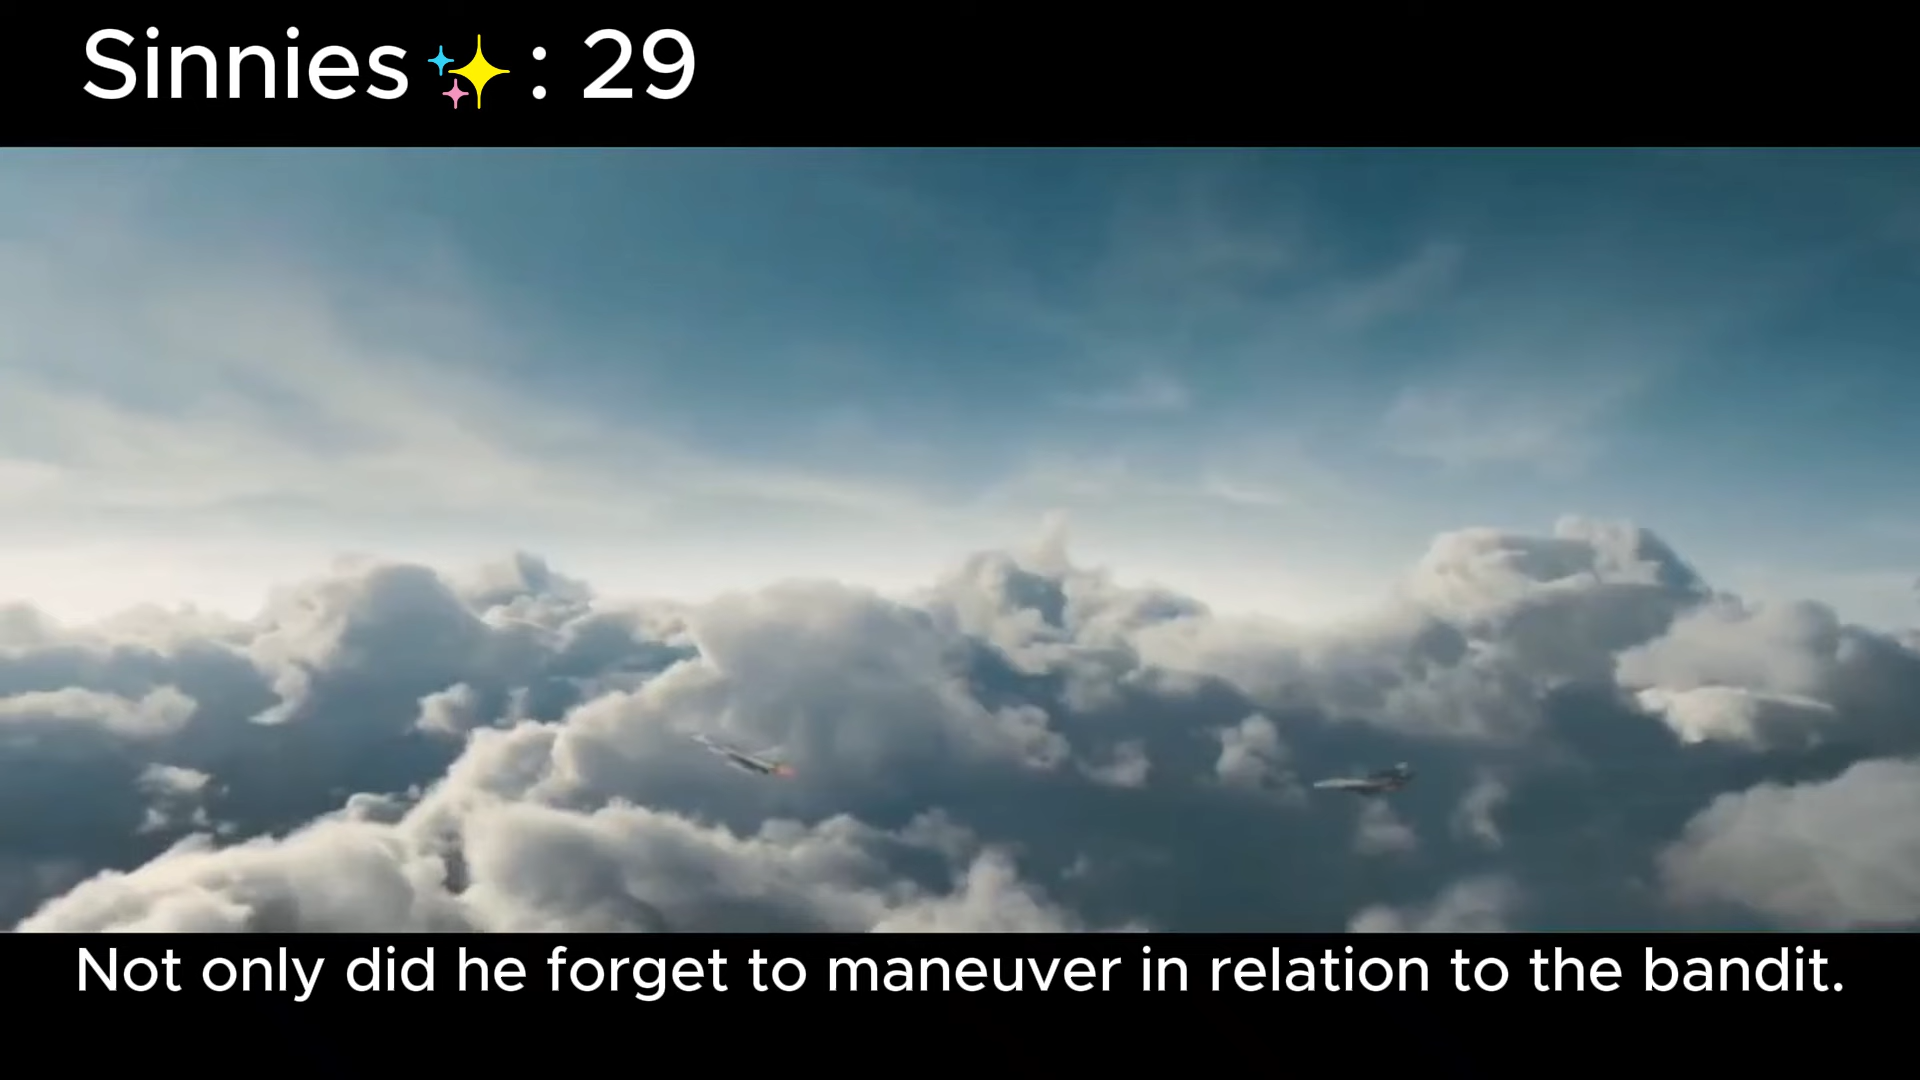 Sinnies✨: 29
Not only did he forget to maneuver in relation to the bandit.